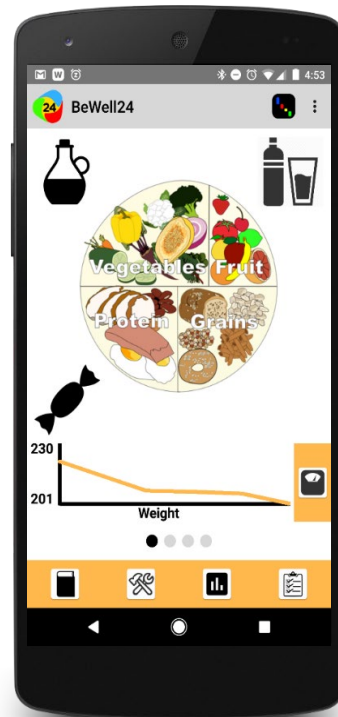 W
4:53
24 BeWell24
Vegetables Fruit
Protein Grains
230
201
Weight